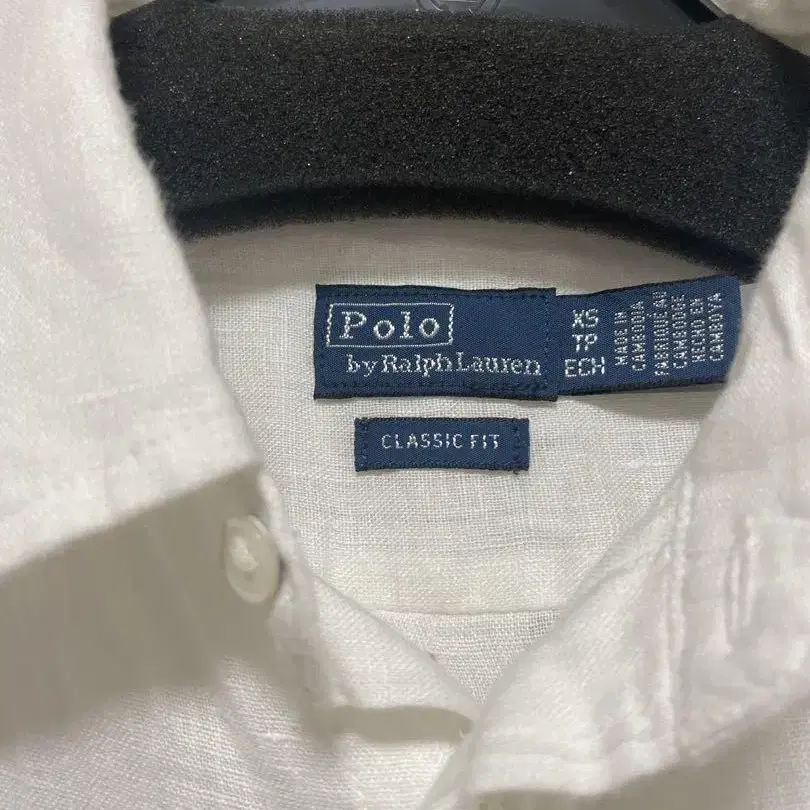 Polo
by Ralph Lauren
XS
TP
ECH
MADE IN
CAMBODIA
FABRIQUÉ AU
CAMBODGE
HECHO EN
CAMBOYA
CLASSIC FIT